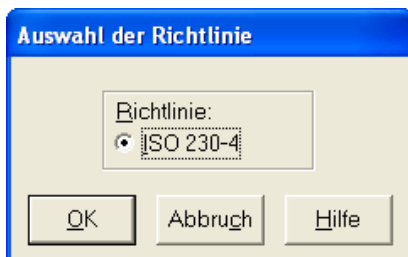 Auswahl der Richtlinie
Richtlinie:
ISO 230-4
OK Abbruch Hilfe